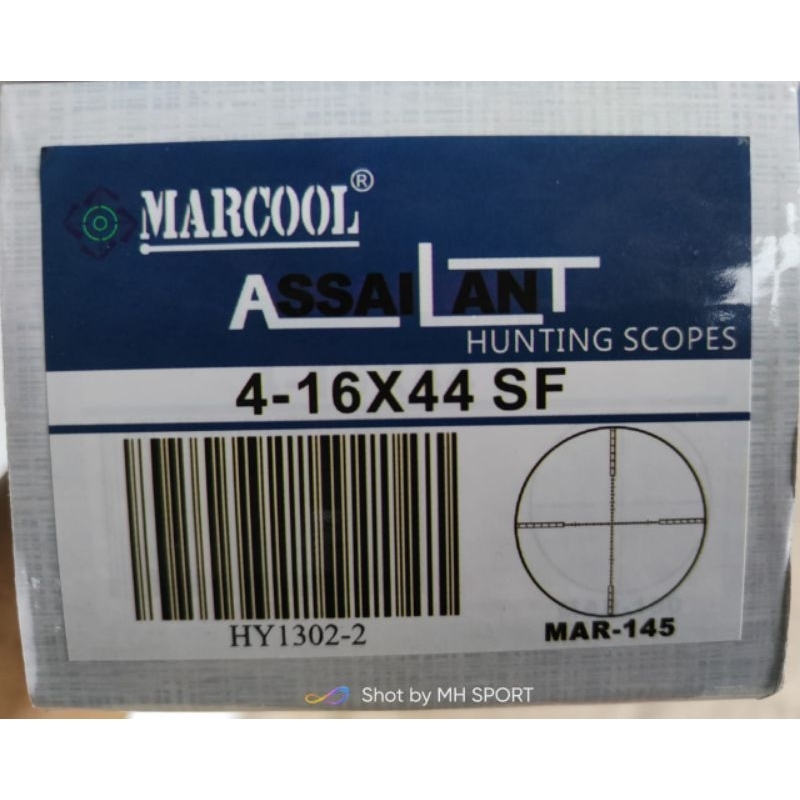 MARCOOL®
ASSAILANT
HUNTING SCOPES
4-16X44 SF
HY1302-2
MAR-145
Shot by MH SPORT